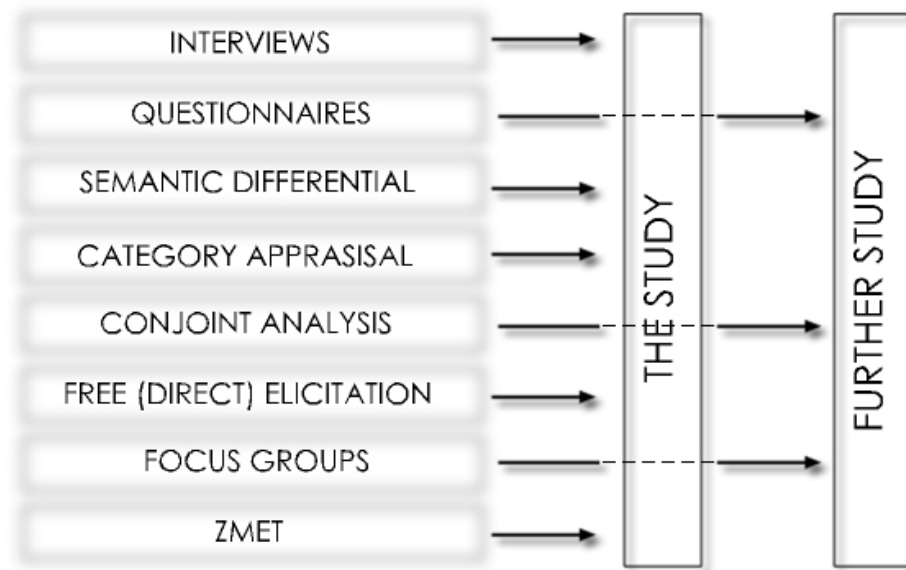 INTERVIEWS
QUESTIONNAIRES
SEMANTIC DIFFERENTIAL
CATEGORY APPRASISAL
CONJOINT ANALYSIS
FREE (DIRECT) ELICITATION
FOCUS GROUPS
ZMET
THE STUDY
FURTHER STUDY